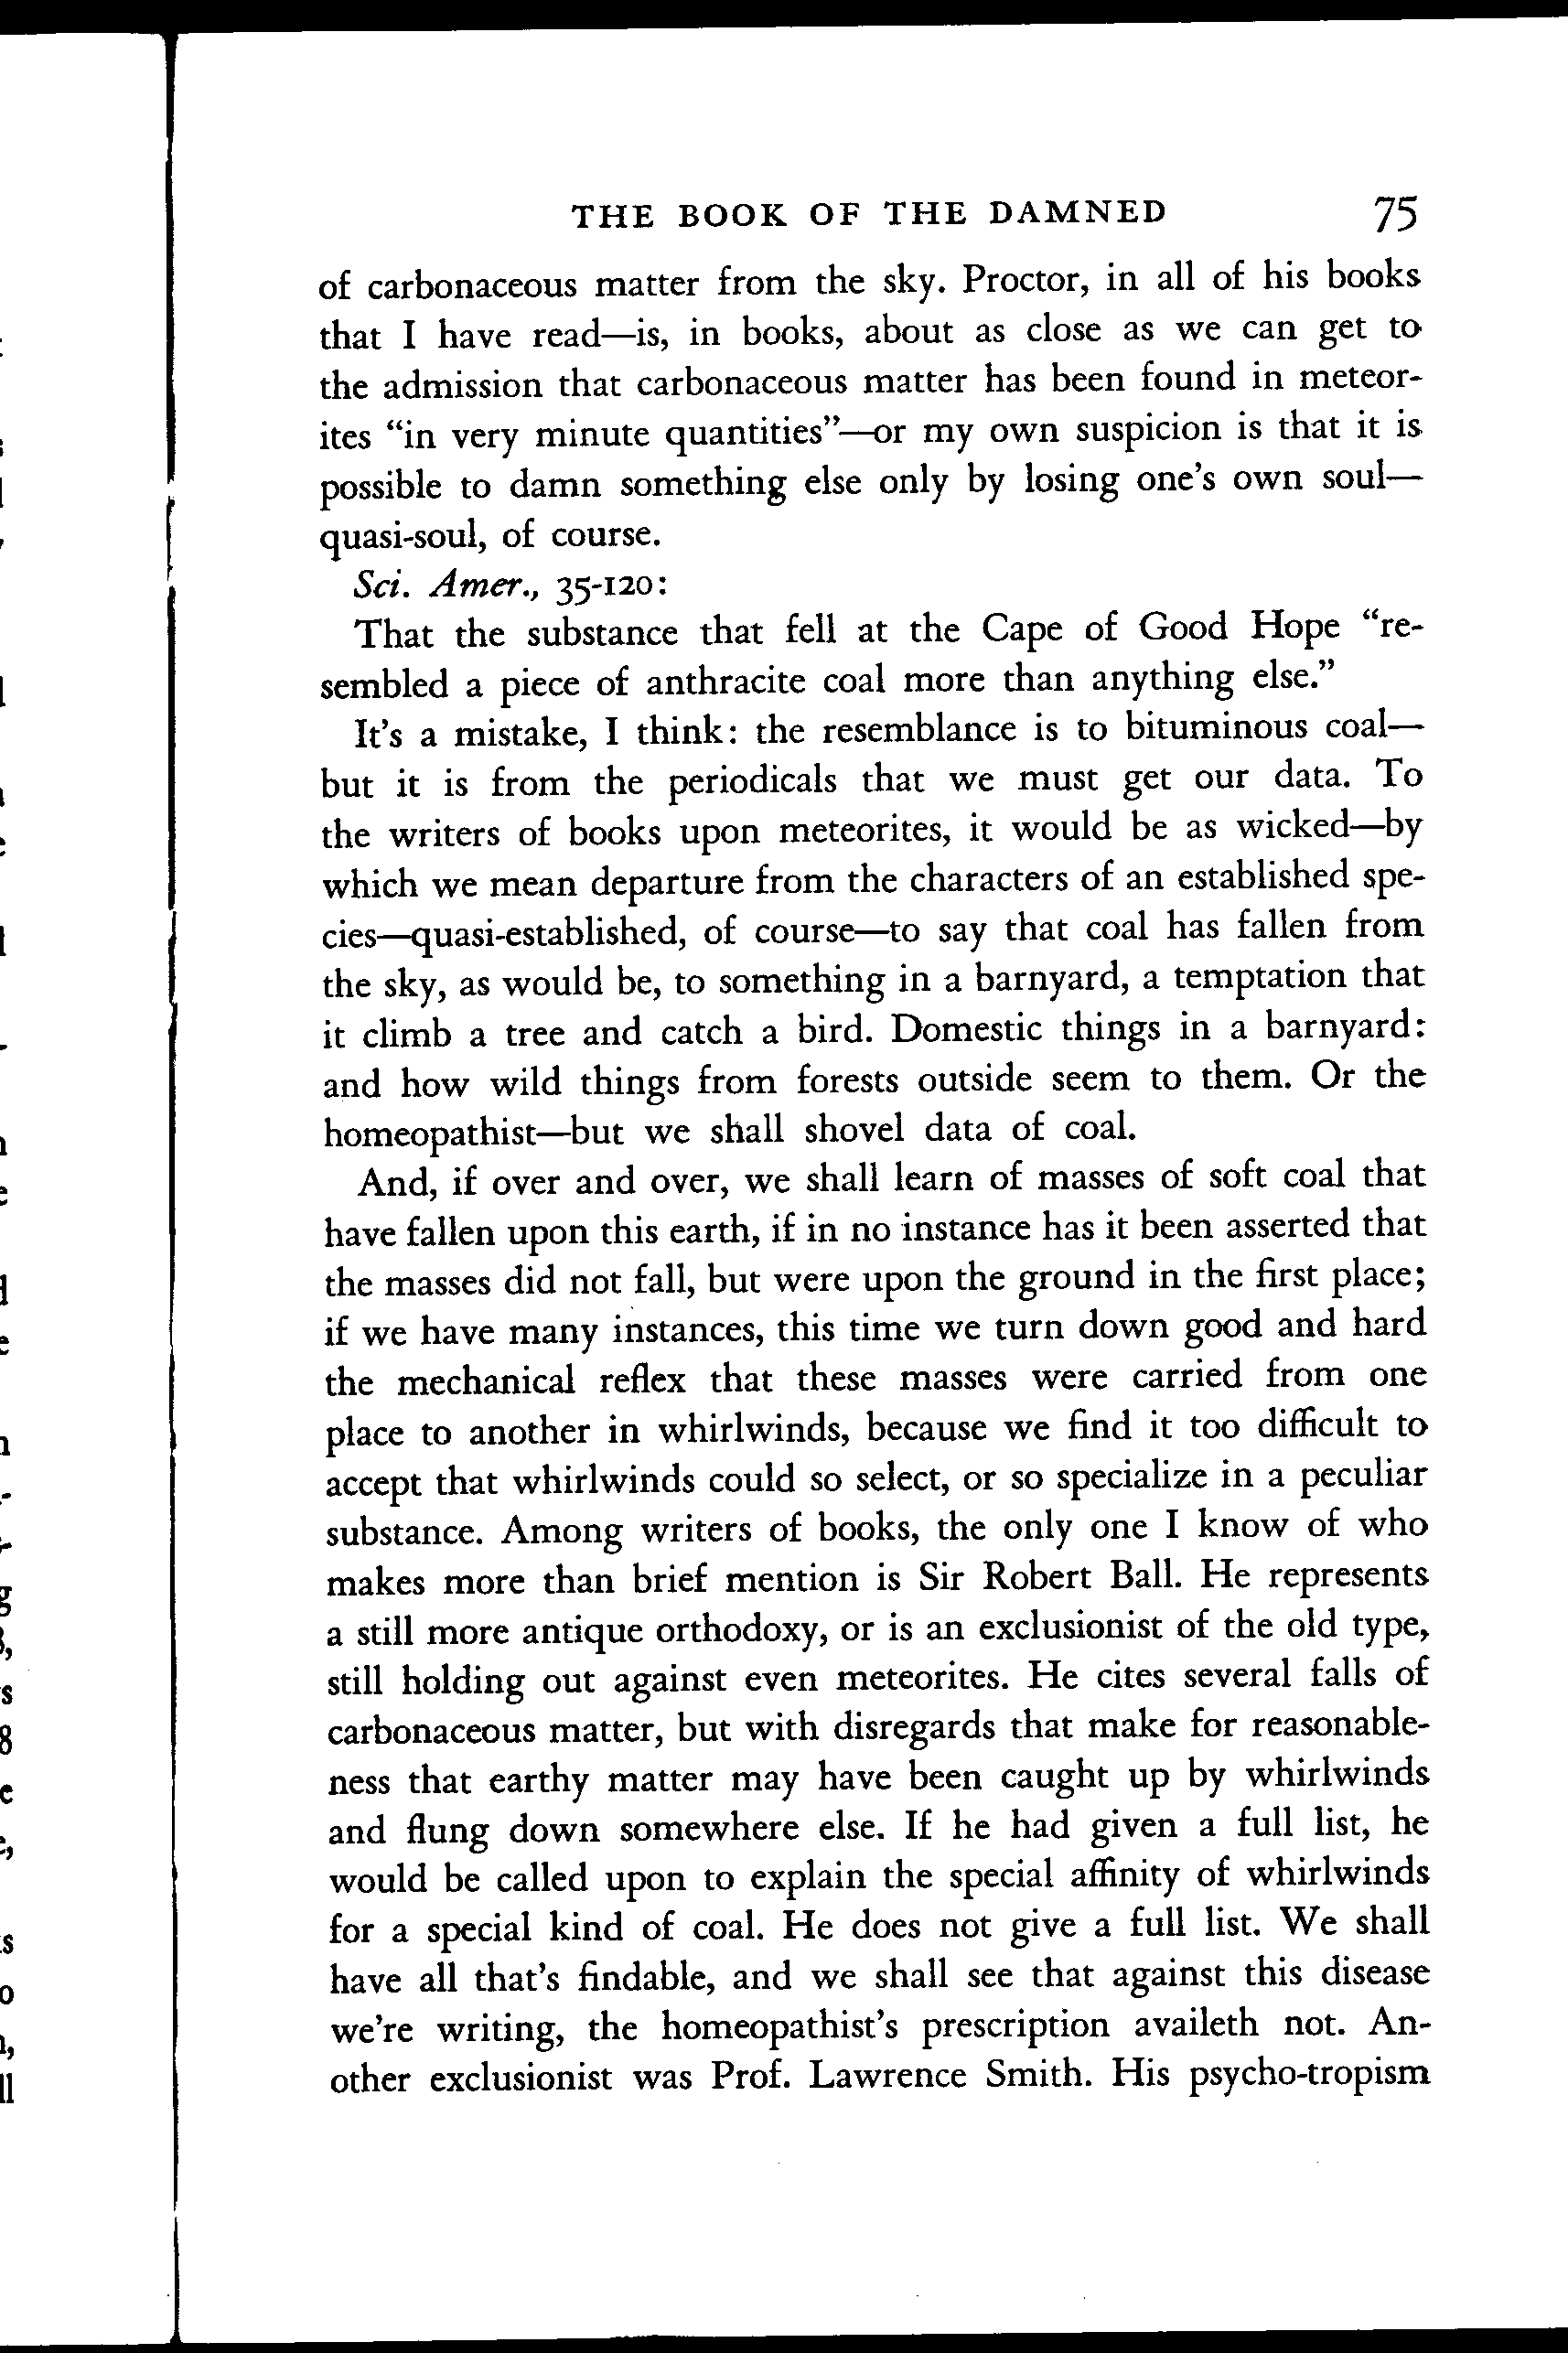 THE BOOK OF THE DAMNED 75
of carbonaceous matter from the sky. Proctor, in all of his books
that I have read—is, in books, about as close as we can get to
the admission that carbonaceous matter has been found in meteor-
ites “in very minute quantities”—or my own suspicion is that it is
possible to damn something else only by losing one's own soul—
quasi-soul, of course.
Sci. Amer., 35-120:
That the substance that fell at the Cape of Good Hope “re-
sembled a piece of anthracite coal more than anything else.”
It's a mistake, I think: the resemblance is to bituminous coal—
but it is from the periodicals that we must get our data. To
the writers of books upon meteorites, it would be as wicked—by
which we mean departure from the characters of an established spe-
cies—quasi-established, of course—to say that coal has fallen from
the sky, as would be, to something in a barnyard, a temptation that
it climb a tree and catch a bird. Domestic things in a barnyard:
and how wild things from forests outside seem to them. Or the
homeopathist—but we shall shovel data of coal.
And, if over and over, we shall learn of masses of soft coal that
have fallen upon this earth, if in no instance has it been asserted that
the masses did not fall, but were upon the ground in the first place;
if we have many instances, this time we turn down good and hard
the mechanical reflex that these masses were carried from one
place to another in whirlwinds, because we find it too difficult to
accept that whirlwinds could so select, or so specialize in a peculiar
substance. Among writers of books, the only one I know of who
makes more than brief mention is Sir Robert Ball. He represents
a still more antique orthodoxy, or is an exclusionist of the old type,
still holding out against even meteorites. He cites several falls of
carbonaceous matter, but with disregards that make for reasonable-
ness that earthy matter may have been caught up by whirlwinds
and flung down somewhere else. If he had given a full list, he
would be called upon to explain the special affinity of whirlwinds
for a special kind of coal. He does not give a full list. We shall
have all that's findable, and we shall see that against this disease
we're writing, the homeopathist's prescription availeth not. An-
other exclusionist was Prof. Lawrence Smith. His psycho-tropism